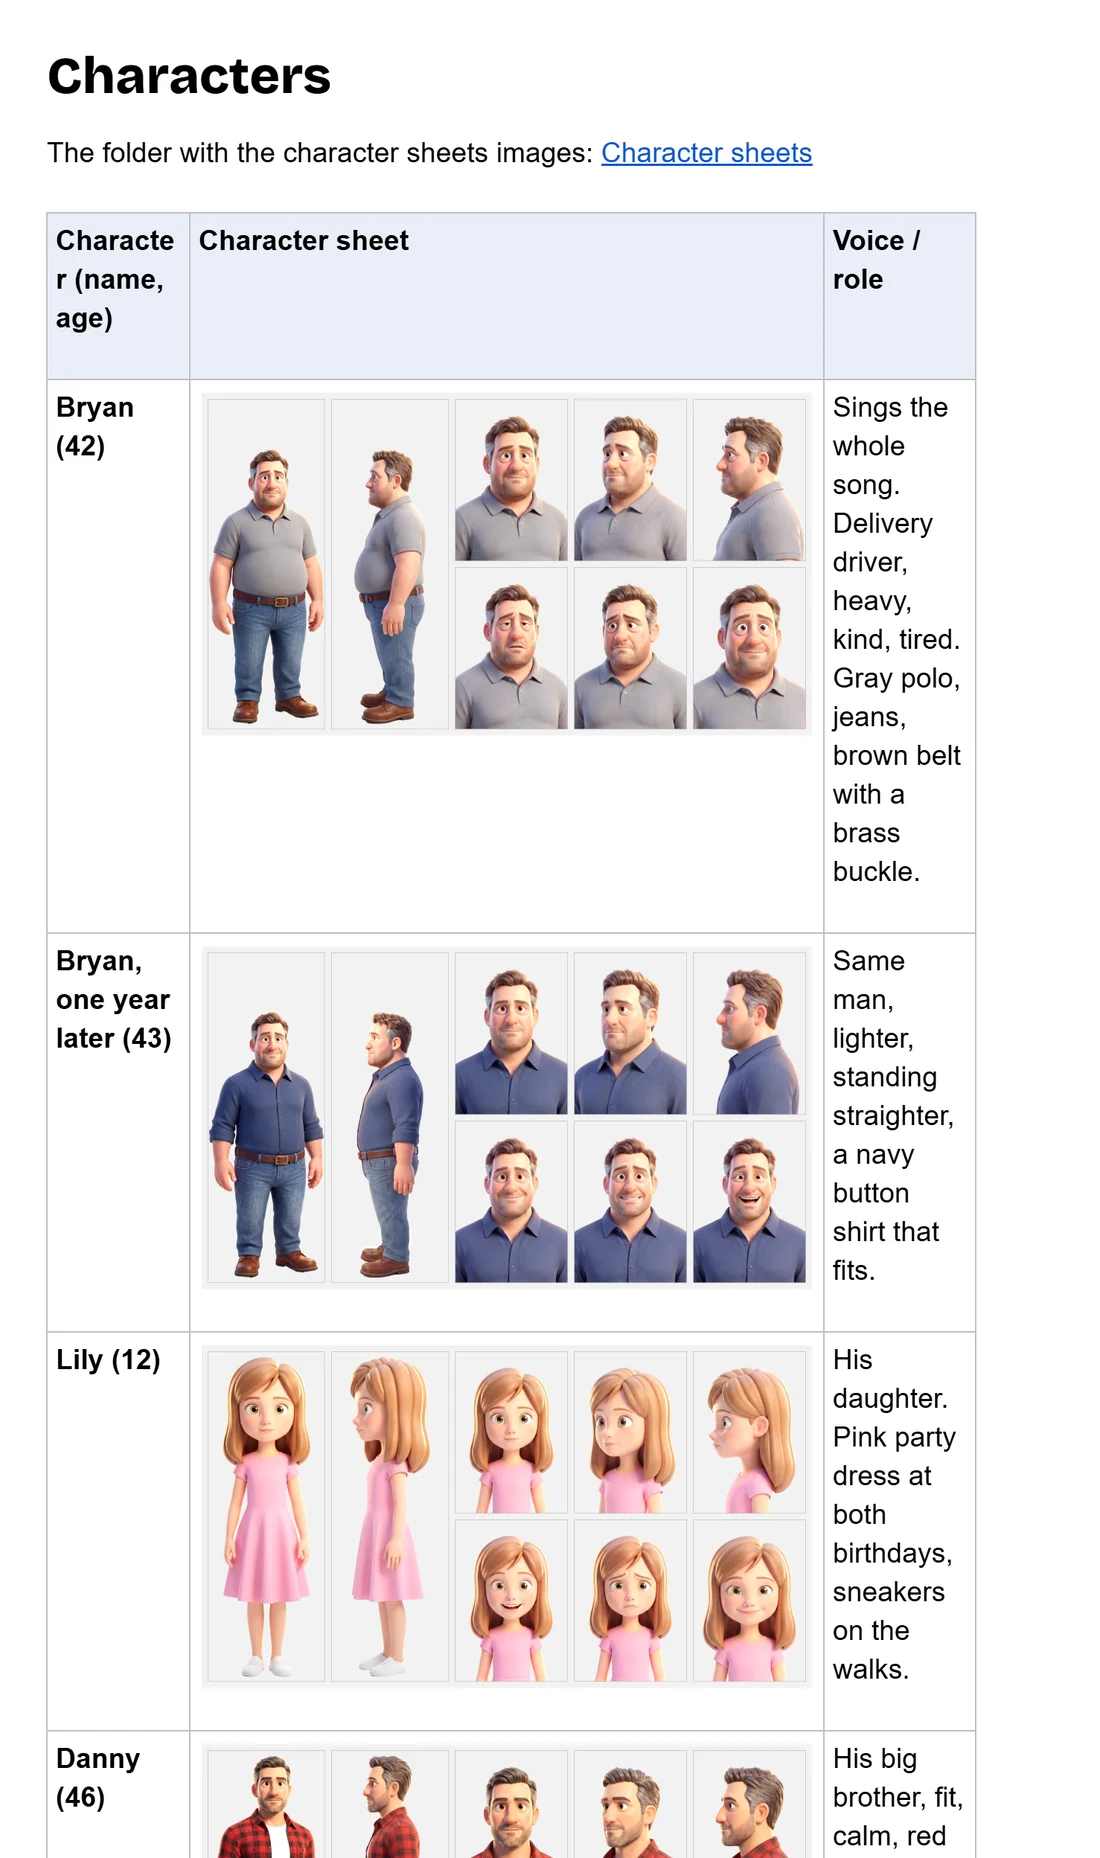 Characters
The folder with the character sheets images: Character sheets
Characte
r (name,
age)
Character sheet
Voice /
role
Bryan
(42)
Sings the
whole
song.
Delivery
driver,
heavy,
kind, tired.
Gray polo,
jeans,
brown belt
with a
brass
buckle.
Bryan,
one year
later (43)
Same
man,
lighter,
standing
straighter,
a navy
button
shirt that
fits.
Lily (12)
His
daughter.
Pink party
dress at
both
birthdays,
sneakers
on the
walks.
Danny
(46)
His big
brother, fit,
calm, red